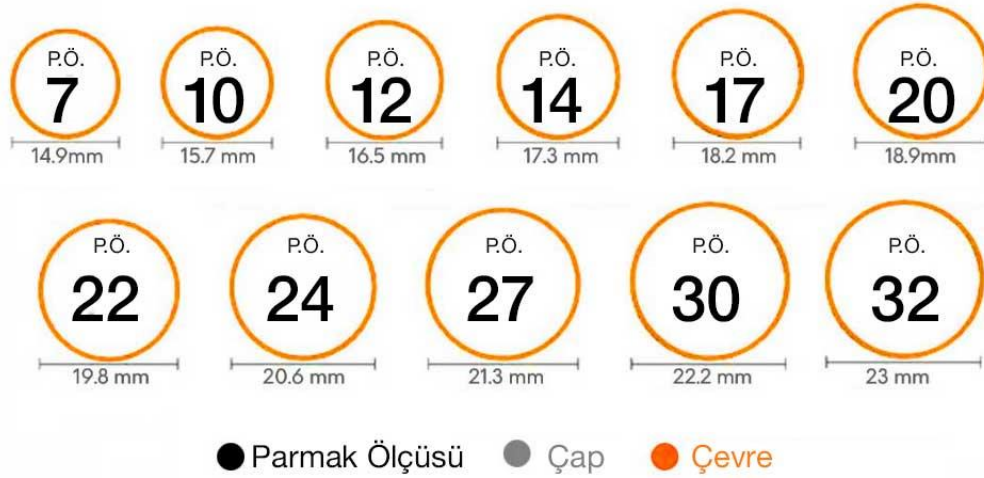 P.Ö. P.Ö. P.Ö. P.Ö. P.Ö. P.Ö.
7 10 12 14 17 20
14.9mm 15.7 mm 16.5 mm 17.3 mm 18.2 mm 18.9mm
P.Ö. P.Ö. P.Ö. P.Ö. P.Ö.
22 24 27 30 32
19.8 mm 20.6 mm 21.3 mm 22.2 mm 23 mm
Parmak Ölçüsü Çap Çevre